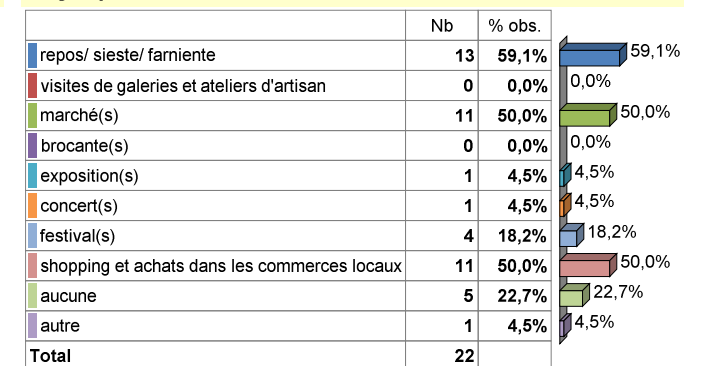 Nb % obs.
repos/ sieste/ farniente 13 59,1% 59,1%
visites de galeries et ateliers d'artisan 0 0,0% 0,0%
marché(s) 11 50,0% 50,0%
brocante(s) 0 0,0% 0,0%
exposition(s) 1 4,5% 4,5%
concert(s) 1 4,5% 4,5%
festival(s) 4 18,2% 18,2%
shopping et achats dans les commerces locaux 11 50,0% 50,0%
aucune 5 22,7% 22,7%
autre 1 4,5% 4,5%
Total 22